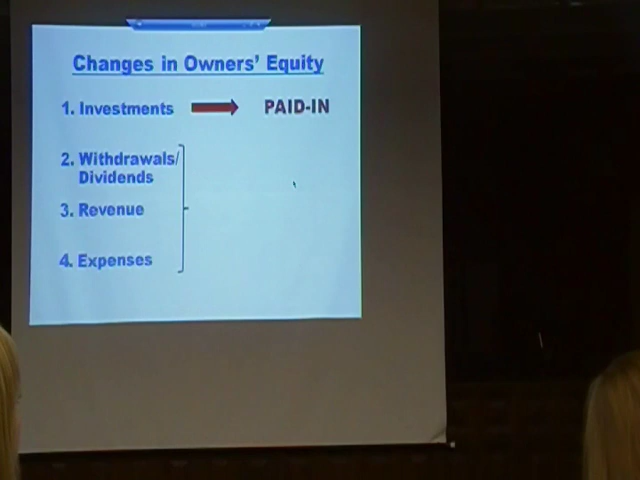 Changes in Owners' Equity
1. Investments PAID-IN
2. Withdrawals/
Dividends
3. Revenue
4. Expenses